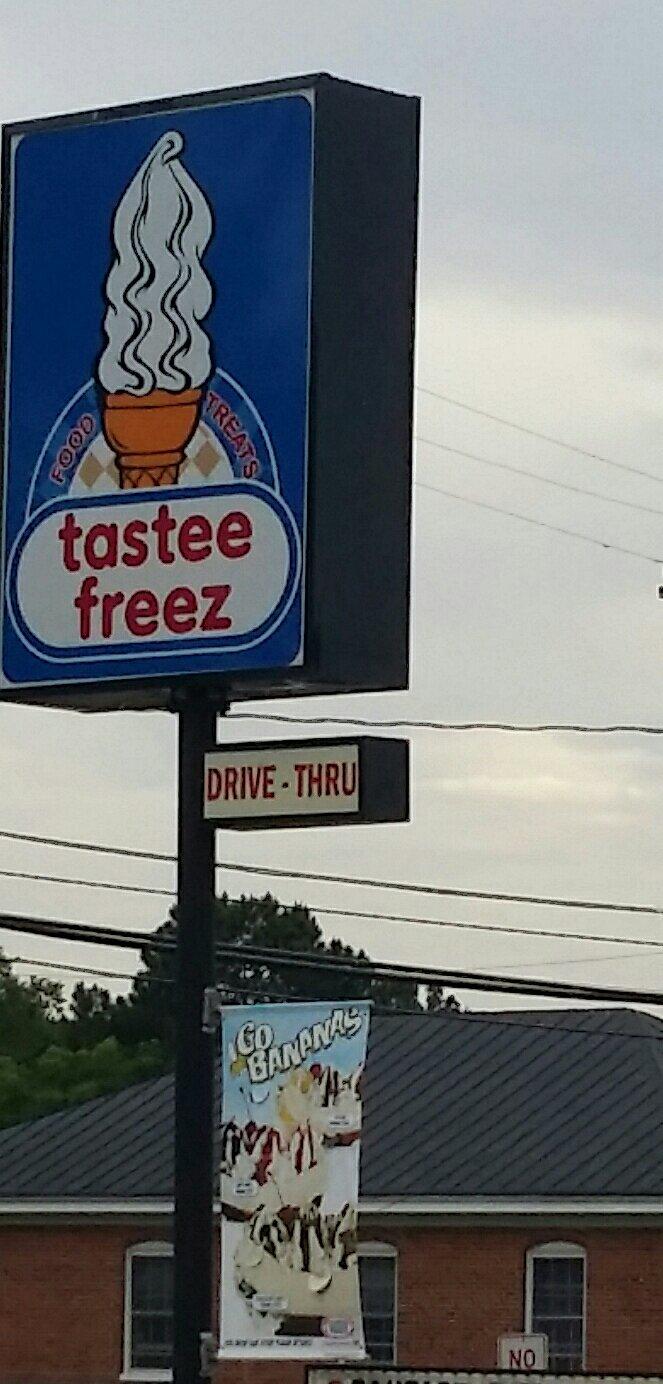 FOOD TREATS
tastee
freez
DRIVE - THRU
GO
BANANAS
NO